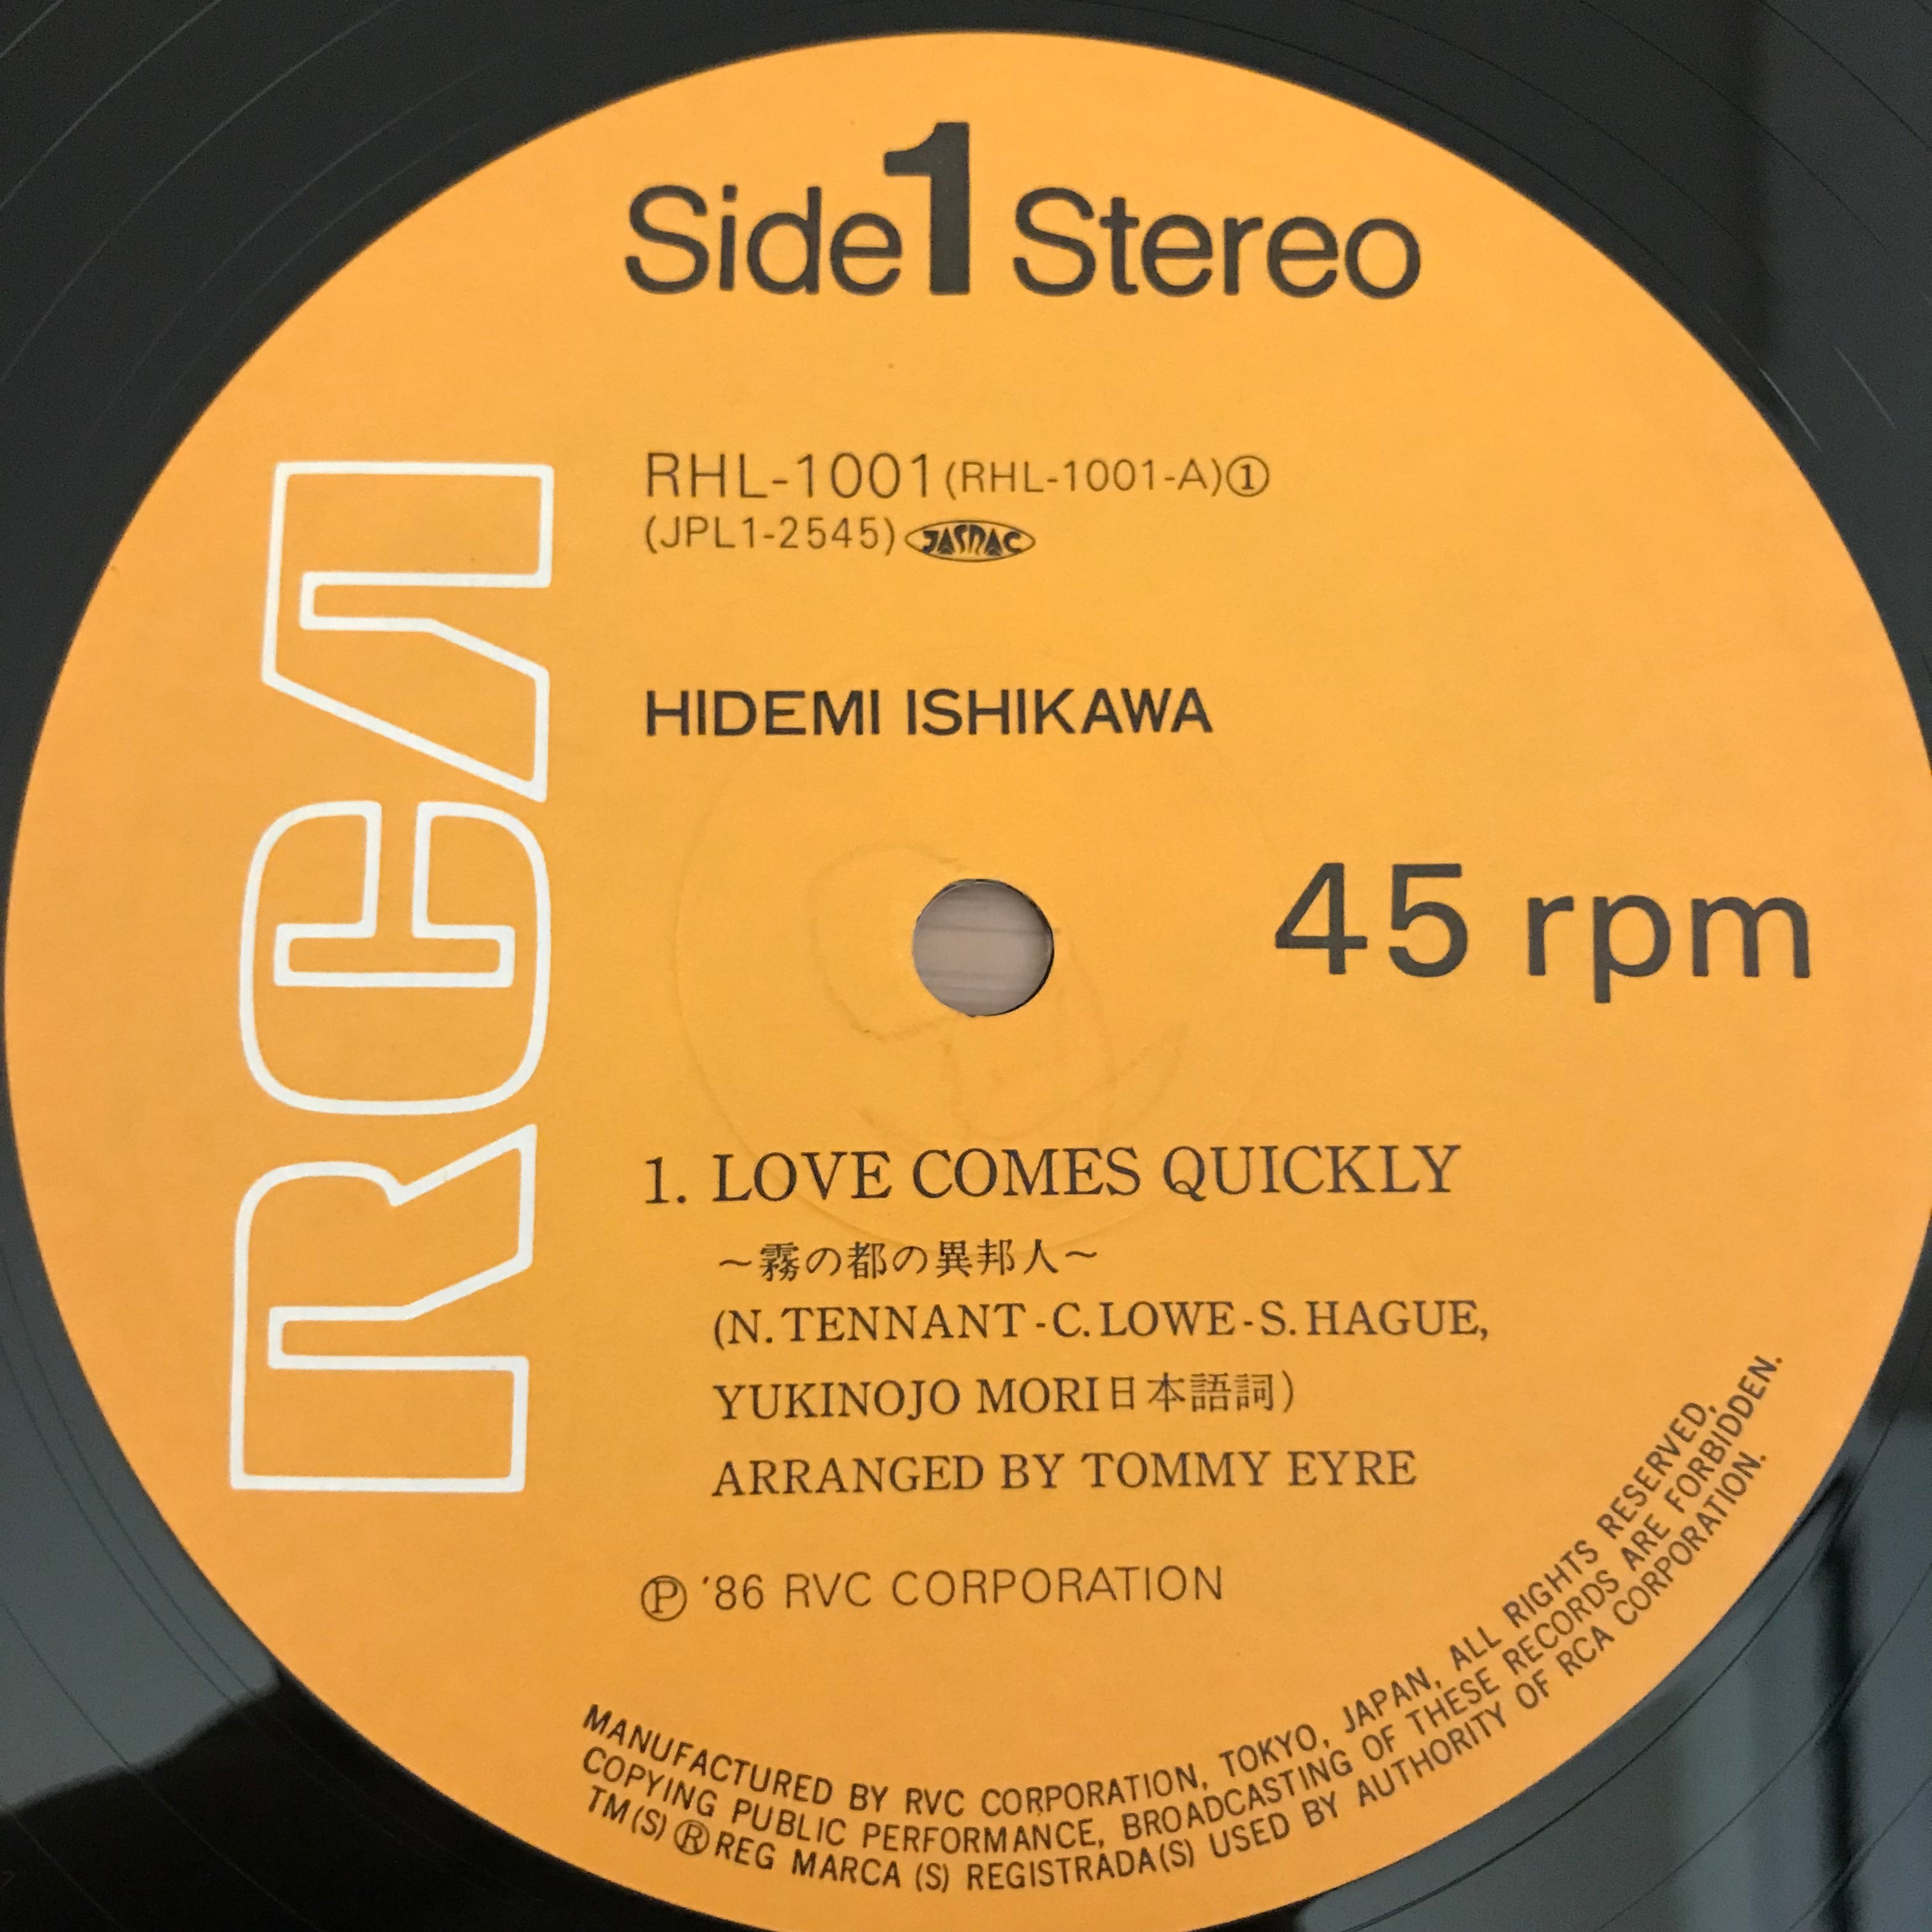 Side 1 Stereo
RHL-1001 (RHL-1001-A)①
(JPL1-2545) JASRAC
HIDEMI ISHIKAWA
RCA
45 rpm
1. LOVE COMES QUICKLY
～霧の都の異邦人～
(N. TENNANT-C. LOWE-S. HAGUE,
YUKINOJO MORI日本語詞)
ARRANGED BY TOMMY EYRE
Ⓟ '86 RVC CORPORATION
MANUFACTURED BY RVC CORPORATION, TOKYO, JAPAN, ALL RIGHTS RESERVED,
COPYING PUBLIC PERFORMANCE, BROADCASTING OF THESE RECORDS ARE FORBIDDEN.
TM(S) ® REG MARCA (S) REGISTRADA(S) USED BY AUTHORITY OF RCA CORPORATION.